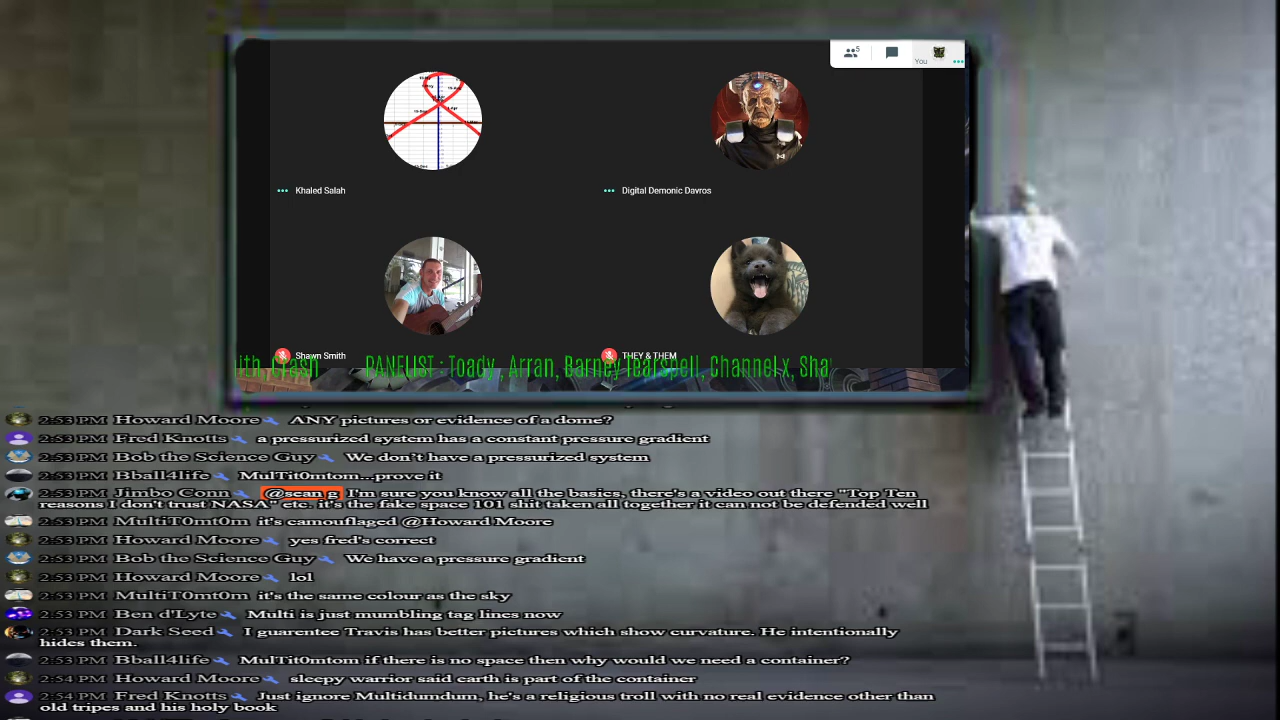 5
You
Khaled Salah
Digital Demonic Davros
Shawn Smith
THEY & THEM
ith, Crash PANELIST : Toady , Arran, Barney Tearspell, Channel x, Sha
2:53 PM Howard Moore ANY pictures or evidence of a dome?
2:53 PM Fred Knotts a pressurized system has a constant pressure gradient
2:53 PM Bob the Science Guy We don't have a pressurized system
2:53 PM Bball4life MulTit0mtom...prove it
2:53 PM Jimbo Conn @sean g I'm sure you know all the basics, there's a video out there "Top Ten
reasons I don't trust NASA" etc. it's the fake space 101 shit taken all together it can not be defended well
2:53 PM MultiT0mt0m it's camouflaged @Howard Moore
2:53 PM Howard Moore yes fred's correct
2:53 PM Bob the Science Guy We have a pressure gradient
2:53 PM Howard Moore lol
2:53 PM MultiT0mt0m it's the same colour as the sky
2:53 PM Ben d'Lyte Multi is just mumbling tag lines now
2:53 PM Dark Seed I guarentee Travis has better pictures which show curvature. He intentionally
hides them.
2:53 PM Bball4life MulTit0mtom if there is no space then why would we need a container?
2:54 PM Howard Moore sleepy warrior said earth is part of the container
2:54 PM Fred Knotts Just ignore Multidumdum, he's a religious troll with no real evidence other than
old tripes and his holy book